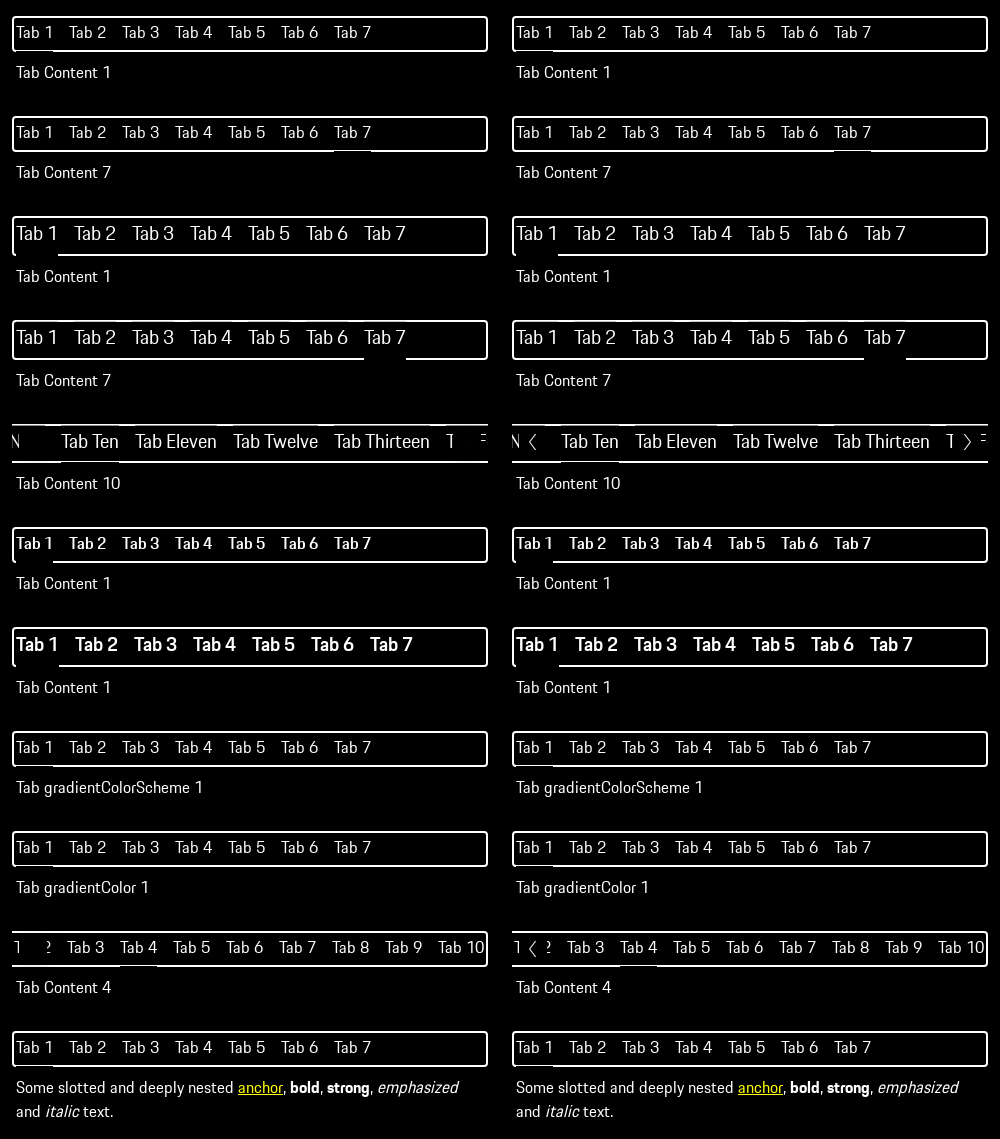 Tab 1 Tab 2 Tab 3 Tab 4 Tab 5 Tab 6 Tab 7
Tab Content 1
Tab 1 Tab 2 Tab 3 Tab 4 Tab 5 Tab 6 Tab 7
Tab Content 1
Tab 1 Tab 2 Tab 3 Tab 4 Tab 5 Tab 6 Tab 7
Tab Content 7
Tab 1 Tab 2 Tab 3 Tab 4 Tab 5 Tab 6 Tab 7
Tab Content 7
Tab 1 Tab 2 Tab 3 Tab 4 Tab 5 Tab 6 Tab 7
Tab Content 1
Tab 1 Tab 2 Tab 3 Tab 4 Tab 5 Tab 6 Tab 7
Tab Content 1
Tab 1 Tab 2 Tab 3 Tab 4 Tab 5 Tab 6 Tab 7
Tab Content 7
Tab 1 Tab 2 Tab 3 Tab 4 Tab 5 Tab 6 Tab 7
Tab Content 7
Tab Ten Tab Eleven Tab Twelve Tab Thirteen
Tab Content 10
Tab Ten Tab Eleven Tab Twelve Tab Thirteen
Tab Content 10
Tab 1 Tab 2 Tab 3 Tab 4 Tab 5 Tab 6 Tab 7
Tab Content 1
Tab 1 Tab 2 Tab 3 Tab 4 Tab 5 Tab 6 Tab 7
Tab Content 1
Tab 1 Tab 2 Tab 3 Tab 4 Tab 5 Tab 6 Tab 7
Tab Content 1
Tab 1 Tab 2 Tab 3 Tab 4 Tab 5 Tab 6 Tab 7
Tab Content 1
Tab 1 Tab 2 Tab 3 Tab 4 Tab 5 Tab 6 Tab 7
Tab gradientColorScheme 1
Tab 1 Tab 2 Tab 3 Tab 4 Tab 5 Tab 6 Tab 7
Tab gradientColorScheme 1
Tab 1 Tab 2 Tab 3 Tab 4 Tab 5 Tab 6 Tab 7
Tab gradientColor 1
Tab 1 Tab 2 Tab 3 Tab 4 Tab 5 Tab 6 Tab 7
Tab gradientColor 1
Tab 3 Tab 4 Tab 5 Tab 6 Tab 7 Tab 8 Tab 9 Tab 10
Tab Content 4
Tab 3 Tab 4 Tab 5 Tab 6 Tab 7 Tab 8 Tab 9 Tab 10
Tab Content 4
Tab 1 Tab 2 Tab 3 Tab 4 Tab 5 Tab 6 Tab 7
Some slotted and deeply nested anchor, bold, strong, emphasized
and italic text.
Tab 1 Tab 2 Tab 3 Tab 4 Tab 5 Tab 6 Tab 7
Some slotted and deeply nested anchor, bold, strong, emphasized
and italic text.